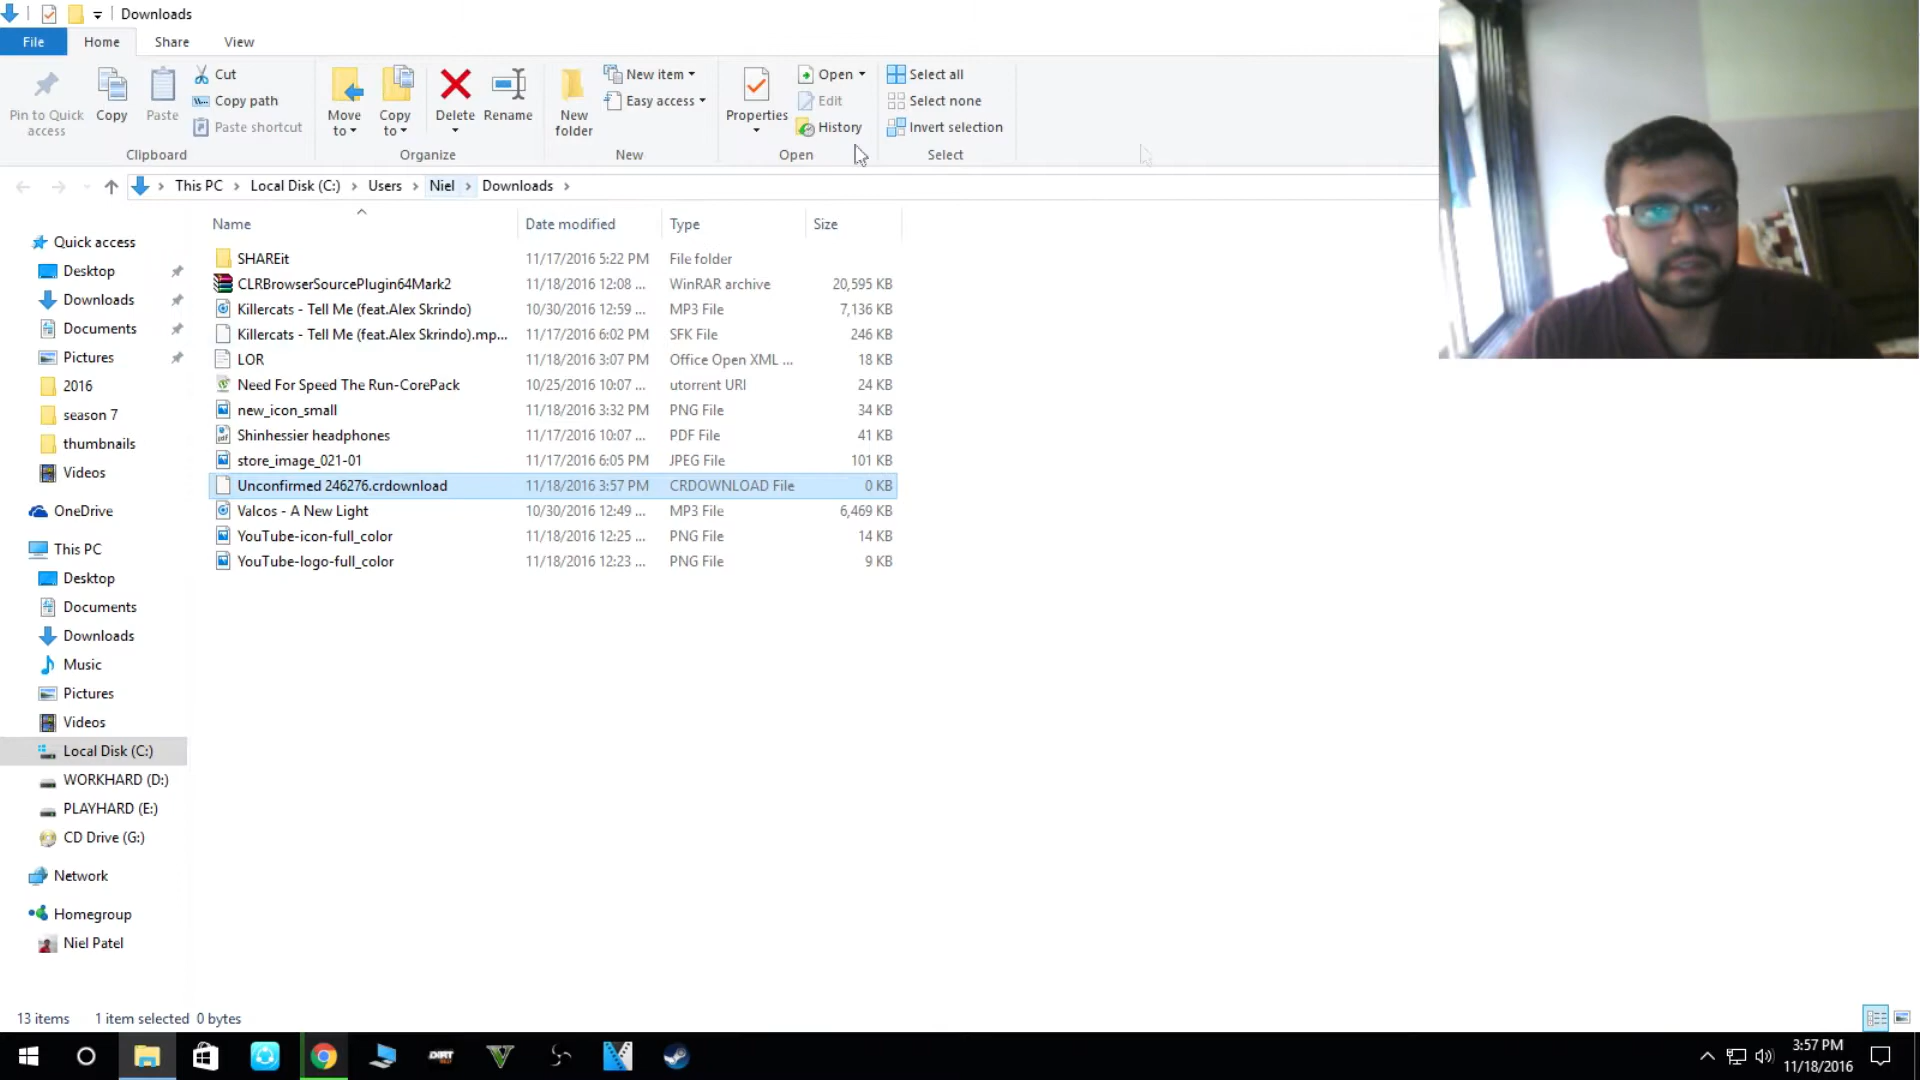 Downloads
File Home Share View
Pin to Quick access Copy Paste Cut Copy path Paste shortcut Move to Copy to Delete Rename New folder New item Easy access Properties Open Edit History Select all Select none Invert selection
Clipboard Organize New Open Select
This PC Local Disk (C:) Users Niel Downloads
Name Date modified Type Size
SHAREit 11/17/2016 5:22 PM File folder
CLRBrowserSourcePlugin64Mark2 11/18/2016 12:08 ... WinRAR archive 20,595 KB
Killercats - Tell Me (feat.Alex Skrindo) 10/30/2016 12:59 ... MP3 File 7,136 KB
Killercats - Tell Me (feat.Alex Skrindo).mp... 11/17/2016 6:02 PM SFK File 246 KB
LOR 11/18/2016 3:07 PM Office Open XML ... 18 KB
Need For Speed The Run-CorePack 10/25/2016 10:07 ... utorrent URI 24 KB
new_icon_small 11/18/2016 3:32 PM PNG File 34 KB
Shinhessier headphones 11/17/2016 10:07 ... PDF File 41 KB
store_image_021-01 11/17/2016 6:05 PM JPEG File 101 KB
Unconfirmed 246276.crdownload 11/18/2016 3:57 PM CRDOWNLOAD File 0 KB
Valcos - A New Light 10/30/2016 12:49 ... MP3 File 6,469 KB
YouTube-icon-full_color 11/18/2016 12:25 ... PNG File 14 KB
YouTube-logo-full_color 11/18/2016 12:23 ... PNG File 9 KB
Quick access
Desktop
Downloads
Documents
Pictures
2016
season 7
thumbnails
Videos
OneDrive
This PC
Desktop
Documents
Downloads
Music
Pictures
Videos
Local Disk (C:)
WORKHARD (D:)
PLAYHARD (E:)
CD Drive (G:)
Network
Homegroup
Niel Patel
13 items 1 item selected 0 bytes
DiRT
3:57 PM
11/18/2016